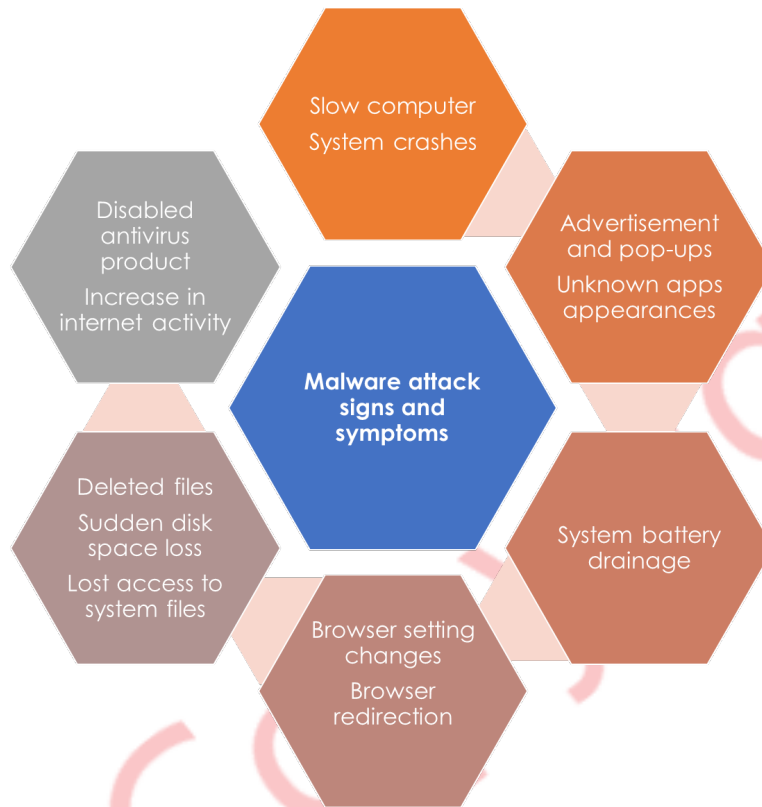 Slow computer
System crashes
Advertisement
and pop-ups
Unknown apps
appearances
System battery
drainage
Browser setting
changes
Browser
redirection
Deleted files
Sudden disk
space loss
Lost access to
system files
Disabled
antivirus
product
Increase in
internet activity
Malware attack
signs and
symptoms